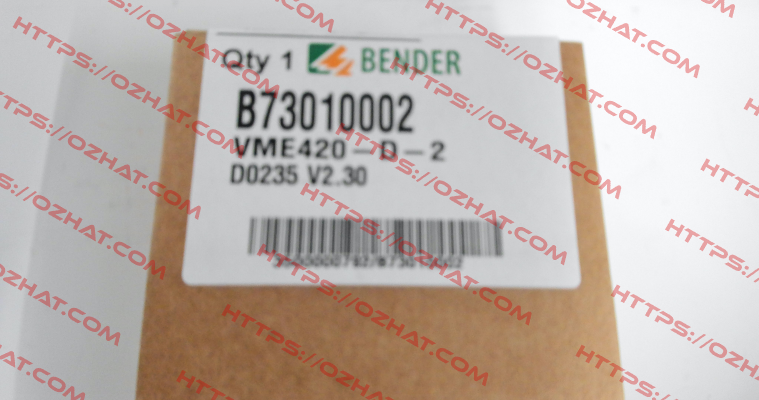 Qty 1 BENDER
B73010002
VME420-D-2
D0235 V2.30
HTTPS://OZHAT.COM